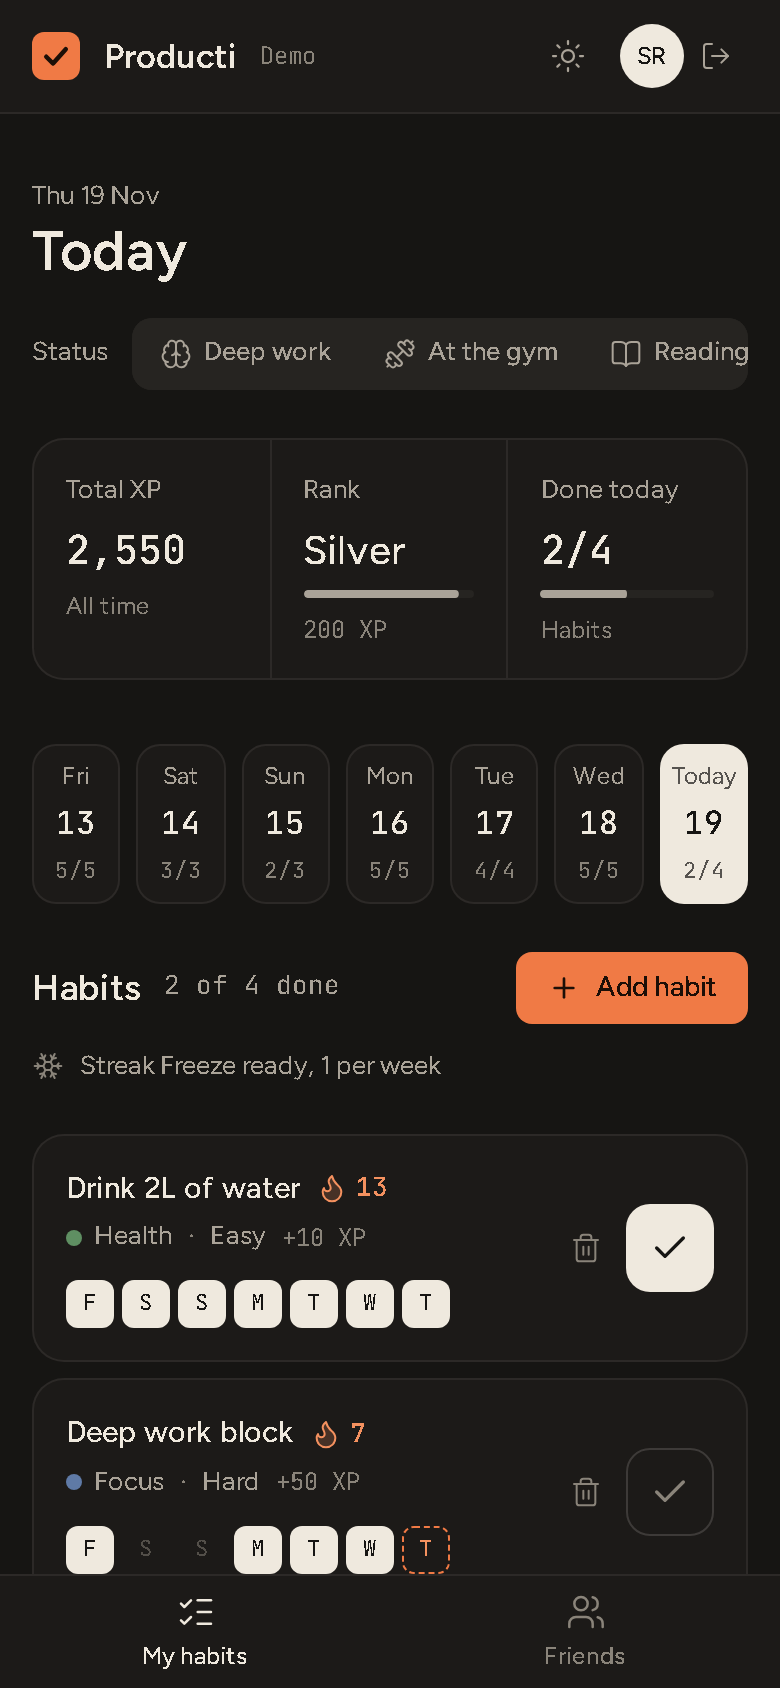 Producti Demo SR
Thu 19 Nov
Today
Status Deep work At the gym Reading
Total XP Rank Done today
2,550 Silver 2/4
All time 200 XP Habits
Fri Sat Sun Mon Tue Wed Today
13 14 15 16 17 18 19
5/5 3/3 2/3 5/5 4/4 5/5 2/4
Habits 2 of 4 done + Add habit
Streak Freeze ready, 1 per week
Drink 2L of water 13
Health · Easy +10 XP
F S S M T W T
Deep work block 7
Focus · Hard +50 XP
F S S M T W T
My habits Friends